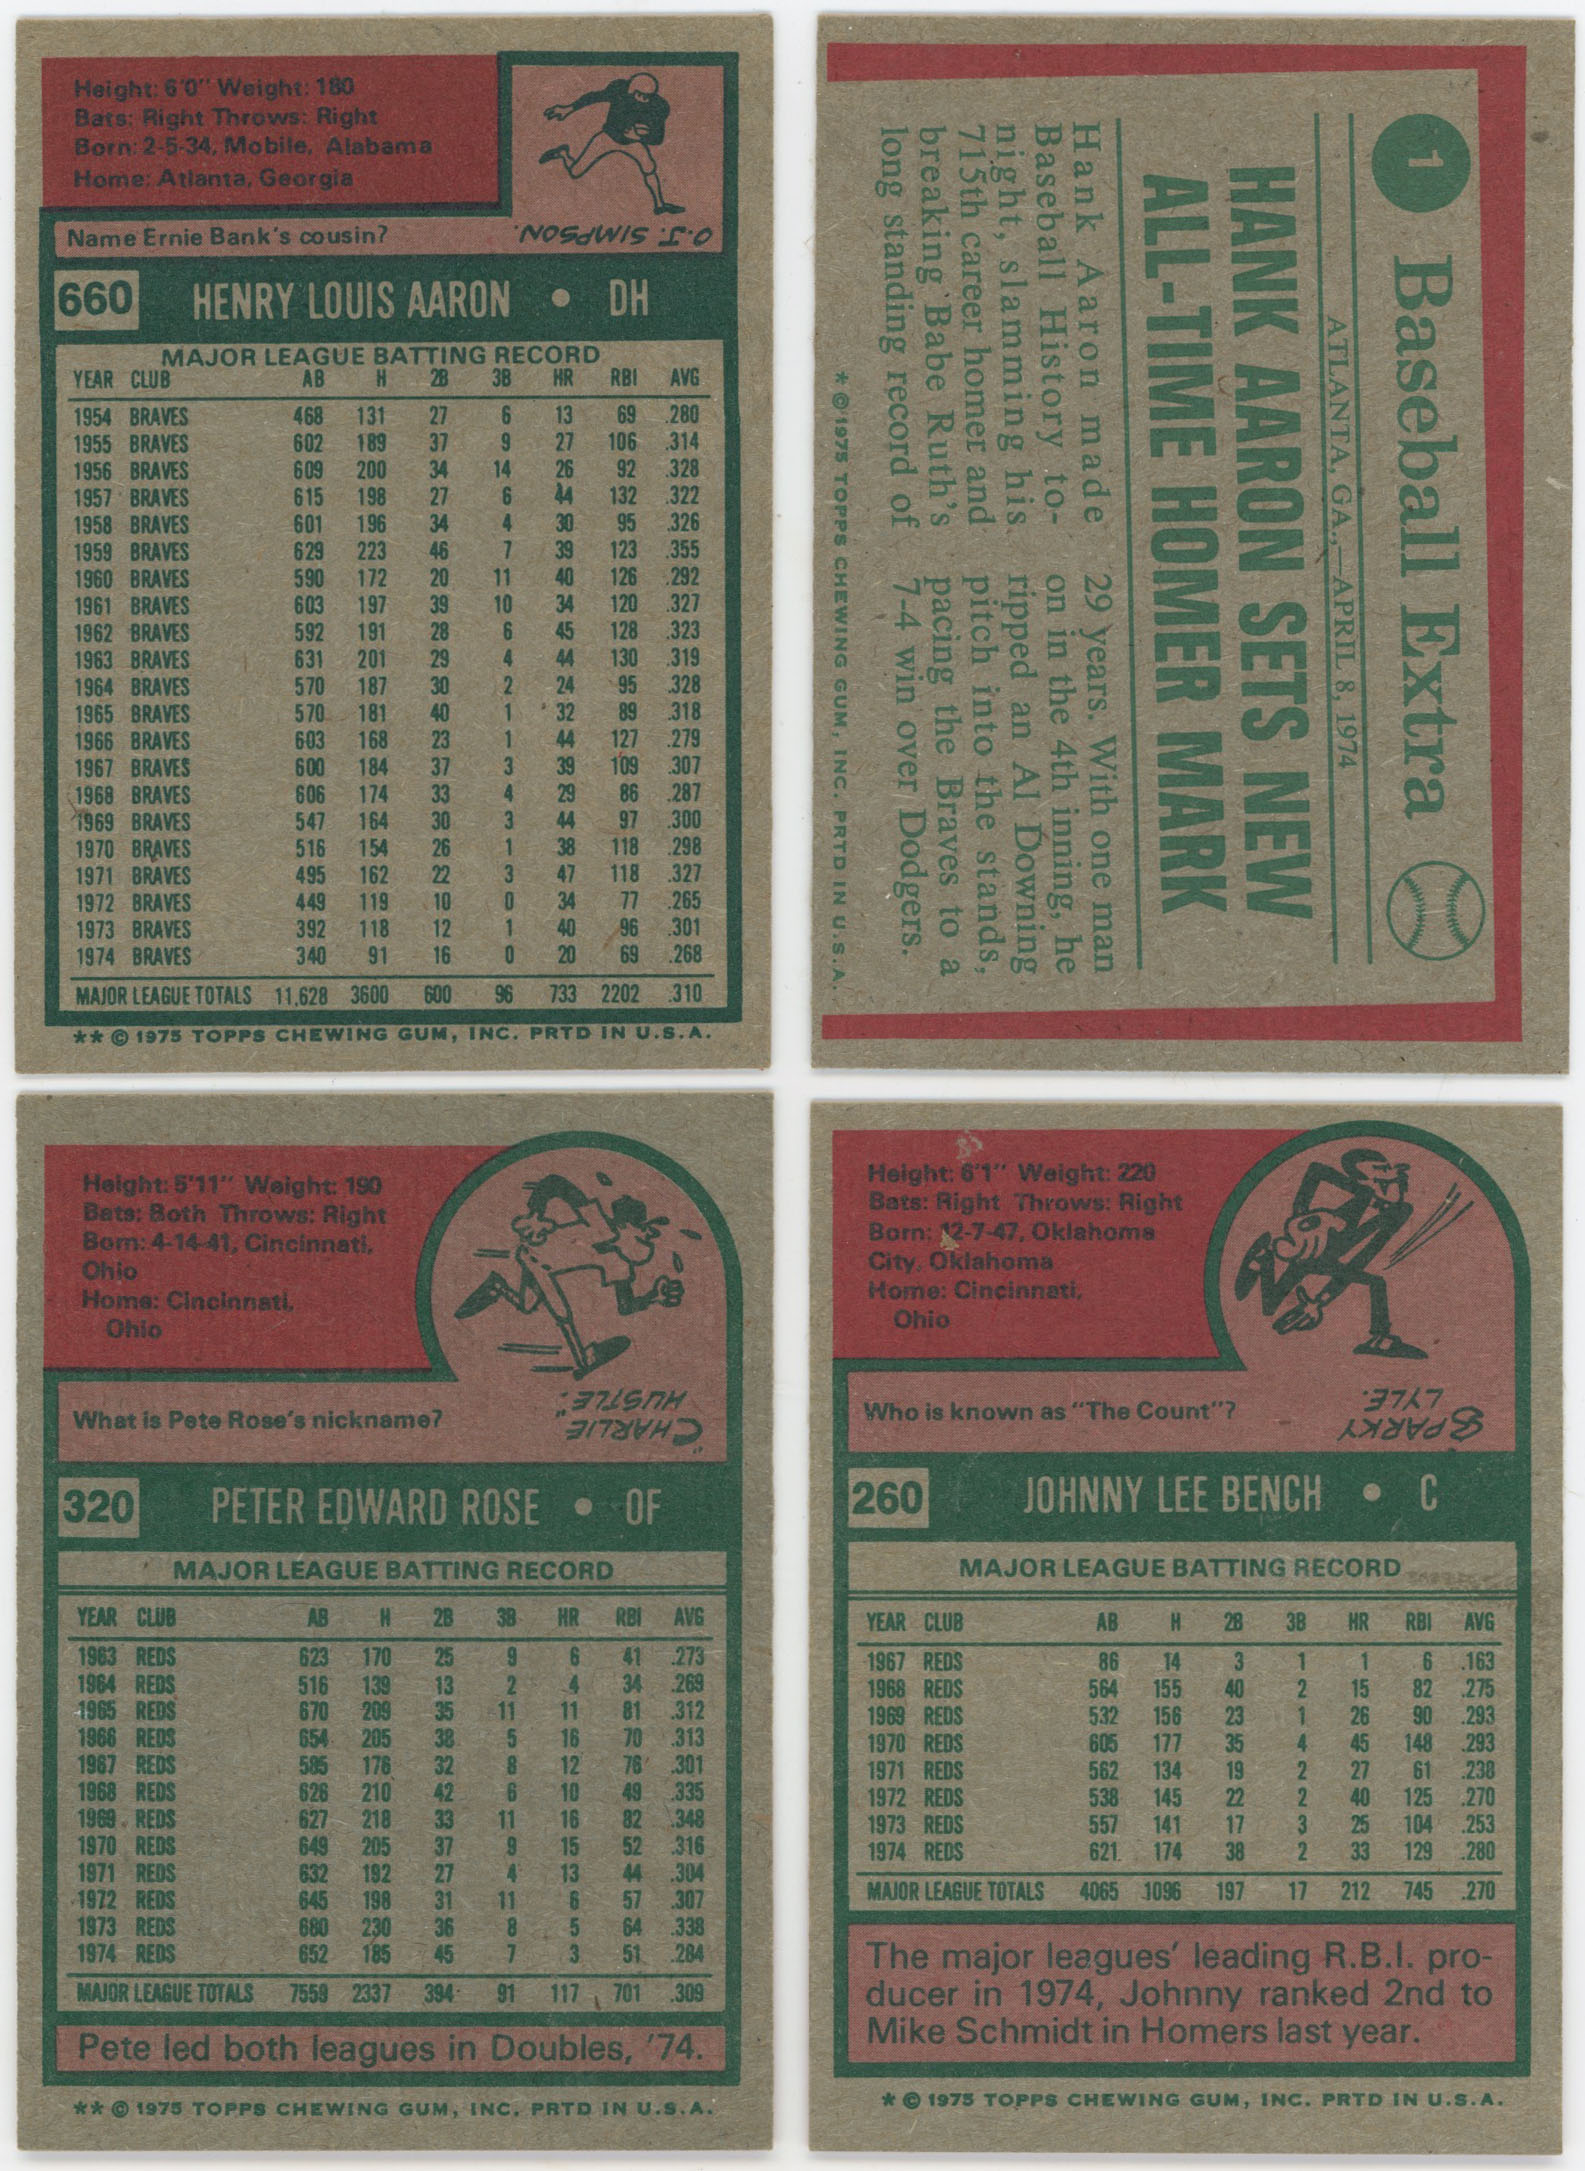 Height: 6'0" Weight: 180
Bats: Right Throws: Right
Born: 2-5-34, Mobile, Alabama
Home: Atlanta, Georgia
Name Ernie Bank's cousin?
O.J. SIMPSON.
660 HENRY LOUIS AARON • DH
MAJOR LEAGUE BATTING RECORD
YEAR CLUB AB H 2B 3B HR RBI AVG
1954 BRAVES 468 131 27 6 13 69 .280
1955 BRAVES 602 189 37 9 27 106 .314
1956 BRAVES 609 200 34 14 26 92 .328
1957 BRAVES 615 198 27 6 44 132 .322
1958 BRAVES 601 196 34 4 30 95 .326
1959 BRAVES 629 223 46 7 39 123 .355
1960 BRAVES 590 172 20 11 40 126 .292
1961 BRAVES 603 197 39 10 34 120 .327
1962 BRAVES 592 191 28 6 45 128 .323
1963 BRAVES 631 201 29 4 44 130 .319
1964 BRAVES 570 187 30 2 24 95 .328
1965 BRAVES 570 181 40 1 32 89 .318
1966 BRAVES 603 168 23 1 44 127 .279
1967 BRAVES 600 184 37 3 39 109 .307
1968 BRAVES 606 174 33 4 29 86 .287
1969 BRAVES 547 164 30 3 44 97 .300
1970 BRAVES 516 154 26 1 38 118 .298
1971 BRAVES 495 162 22 3 47 118 .327
1972 BRAVES 449 119 10 0 34 77 .265
1973 BRAVES 392 118 12 1 40 96 .301
1974 BRAVES 340 91 16 0 20 69 .268
MAJOR LEAGUE TOTALS 11,628 3600 600 96 733 2202 .310
** © 1975 TOPPS CHEWING GUM, INC. PRTD IN U.S.A.
1 Baseball Extra
ATLANTA, GA.,—APRIL 8, 1974
HANK AARON SETS NEW
ALL-TIME HOMER MARK
Hank Aaron made
Baseball History to-
night, slamming his
715th career homer and
breaking Babe Ruth's
long standing record of
29 years. With one man
on in the 4th inning, he
ripped an Al Downing
pitch into the stands,
pacing the Braves to a
7-4 win over Dodgers.
* © 1975 TOPPS CHEWING GUM, INC. PRTD IN U.S.A.
Height: 5'11" Weight: 190
Bats: Both Throws: Right
Born: 4-14-41, Cincinnati,
Ohio
Home: Cincinnati,
Ohio
What is Pete Rose's nickname?
"CHARLIE
HUSTLE."
320 PETER EDWARD ROSE • OF
MAJOR LEAGUE BATTING RECORD
YEAR CLUB AB H 2B 3B HR RBI AVG
1963 REDS 623 170 25 9 6 41 .273
1964 REDS 516 139 13 2 4 34 .269
1965 REDS 670 209 35 11 11 81 .312
1966 REDS 654 205 38 5 16 70 .313
1967 REDS 585 176 32 8 12 76 .301
1968 REDS 626 210 42 6 10 49 .335
1969 REDS 627 218 33 11 16 82 .348
1970 REDS 649 205 37 9 15 52 .316
1971 REDS 632 192 27 4 13 44 .304
1972 REDS 645 198 31 11 6 57 .307
1973 REDS 680 230 36 8 5 64 .338
1974 REDS 652 185 45 7 3 51 .284
MAJOR LEAGUE TOTALS 7559 2337 394 91 117 701 .309
Pete led both leagues in Doubles, '74.
** © 1975 TOPPS CHEWING GUM, INC. PRTD IN U.S.A.
Height: 6'1" Weight: 220
Bats: Right Throws: Right
Born: 12-7-47, Oklahoma
City, Oklahoma
Home: Cincinnati,
Ohio
Who is known as "The Count"?
SPARKY
LYLE.
260 JOHNNY LEE BENCH • C
MAJOR LEAGUE BATTING RECORD
YEAR CLUB AB H 2B 3B HR RBI AVG
1967 REDS 86 14 3 1 1 6 .163
1968 REDS 564 155 40 2 15 82 .275
1969 REDS 532 156 23 1 26 90 .293
1970 REDS 605 177 35 4 45 148 .293
1971 REDS 562 134 19 2 27 61 .238
1972 REDS 538 145 22 2 40 125 .270
1973 REDS 557 141 17 3 25 104 .253
1974 REDS 621 174 38 2 33 129 .280
MAJOR LEAGUE TOTALS 4065 1096 197 17 212 745 .270
The major leagues' leading R.B.I. pro-
ducer in 1974, Johnny ranked 2nd to
Mike Schmidt in Homers last year.
* © 1975 TOPPS CHEWING GUM, INC. PRTD IN U.S.A.